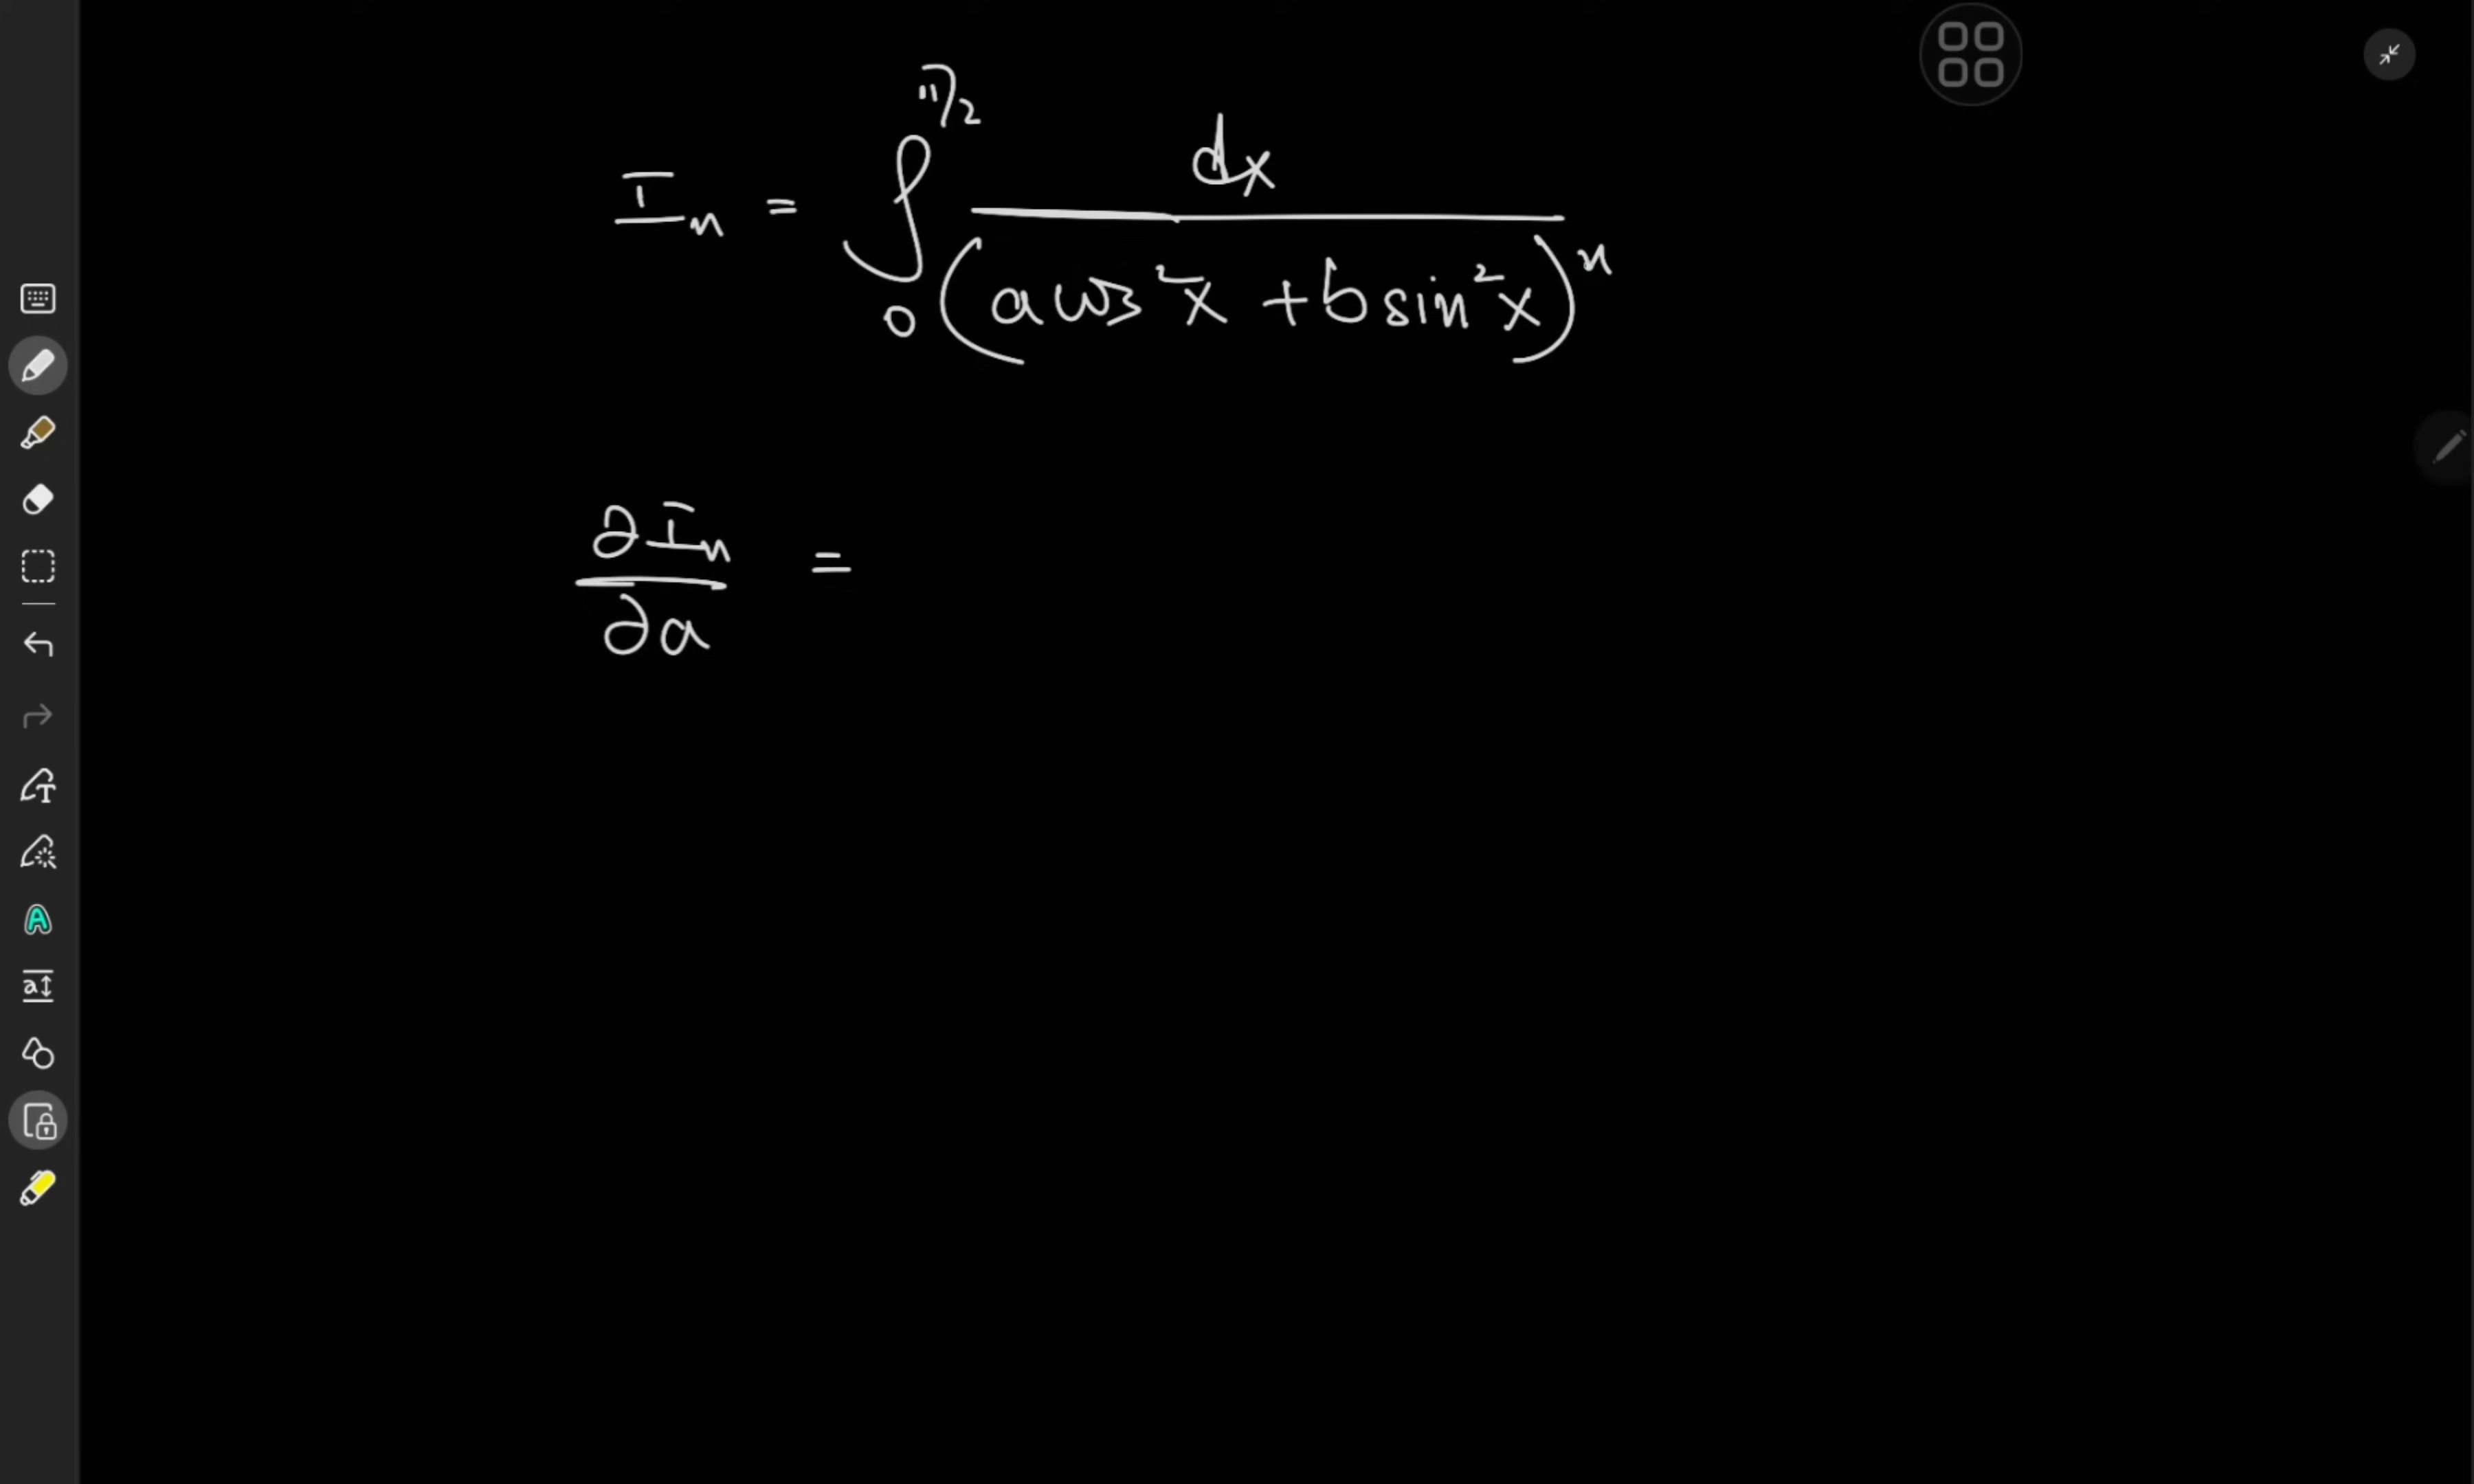 I_n = ∫_0^{π/2} dx / (a cos²x + b sin²x)^n
∂I_n / ∂a =